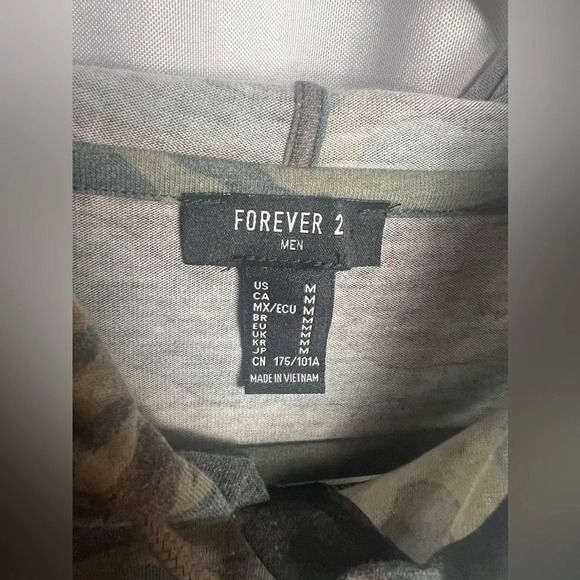 FOREVER 2
MEN
US M
CA M
MX/ECU M
BR M
EU M
UK M
KR M
JP M
CN 175/101A
MADE IN VIETNAM